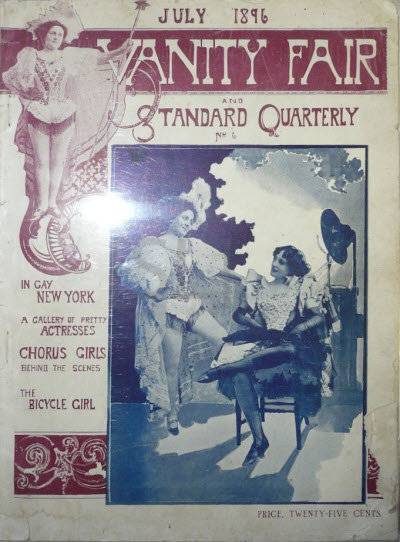 JULY 1896
VANITY FAIR
AND
STANDARD QUARTERLY
No 6
IN GAY
NEW YORK
A GALLERY OF PRETTY
ACTRESSES
CHORUS GIRLS
BEHIND THE SCENES
THE
BICYCLE GIRL
PRICE, TWENTY-FIVE CENTS.